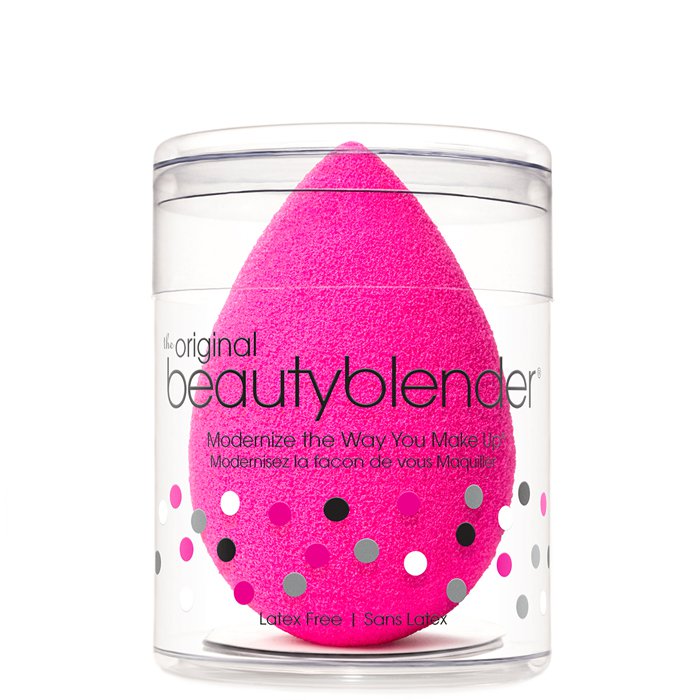 the original
beautyblender®
Modernize the Way You Make Up®
Modernisez la façon de vous Maquiller
Latex Free | Sans Latex